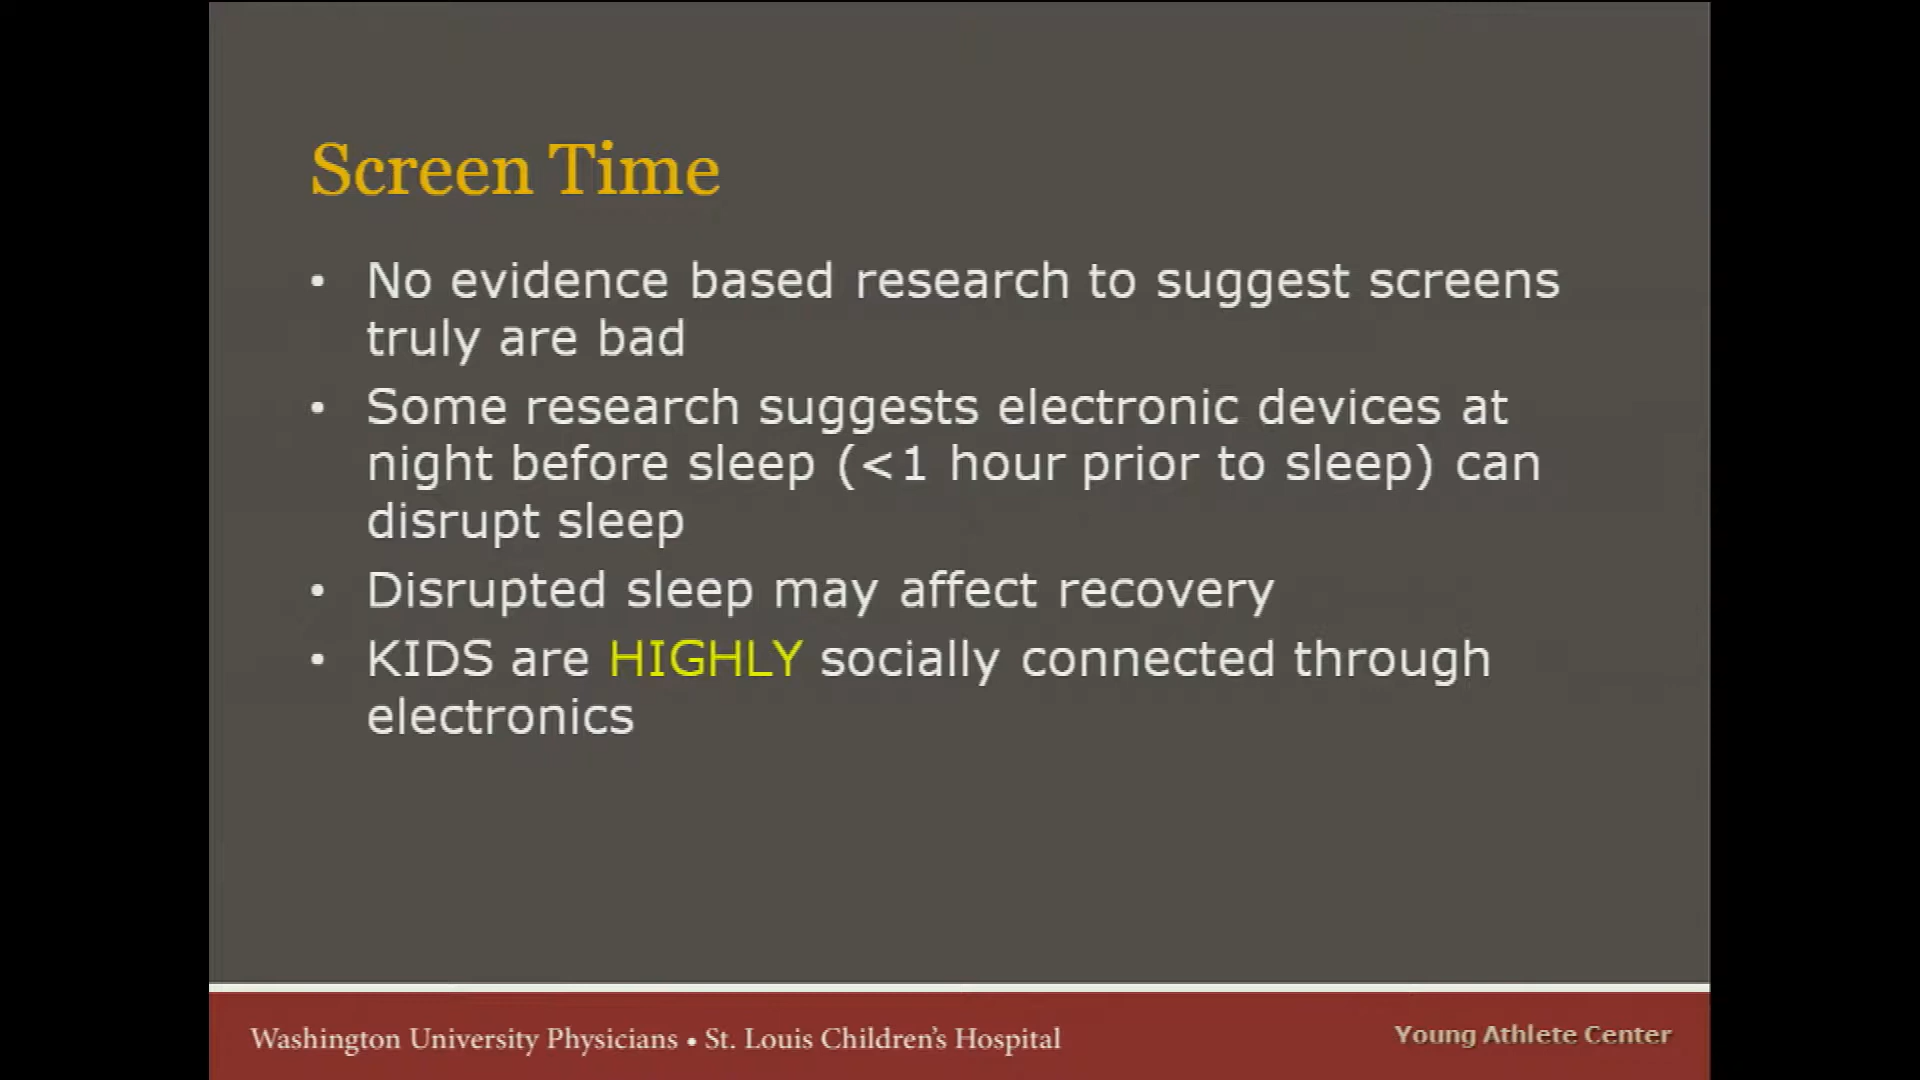 Screen Time
• No evidence based research to suggest screens
truly are bad
• Some research suggests electronic devices at
night before sleep (<1 hour prior to sleep) can
disrupt sleep
• Disrupted sleep may affect recovery
• KIDS are HIGHLY socially connected through
electronics
Washington University Physicians • St. Louis Children's Hospital
Young Athlete Center